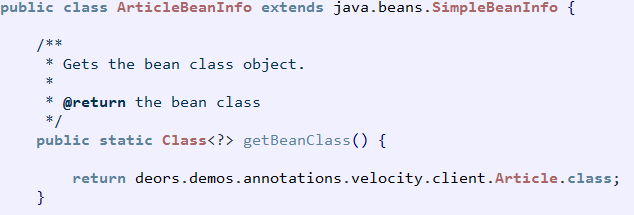 public class ArticleBeanInfo extends java.beans.SimpleBeanInfo {
/**
* Gets the bean class object.
*
* @return the bean class
*/
public static Class<?> getBeanClass() {
return deors.demos.annotations.velocity.client.Article.class;
}